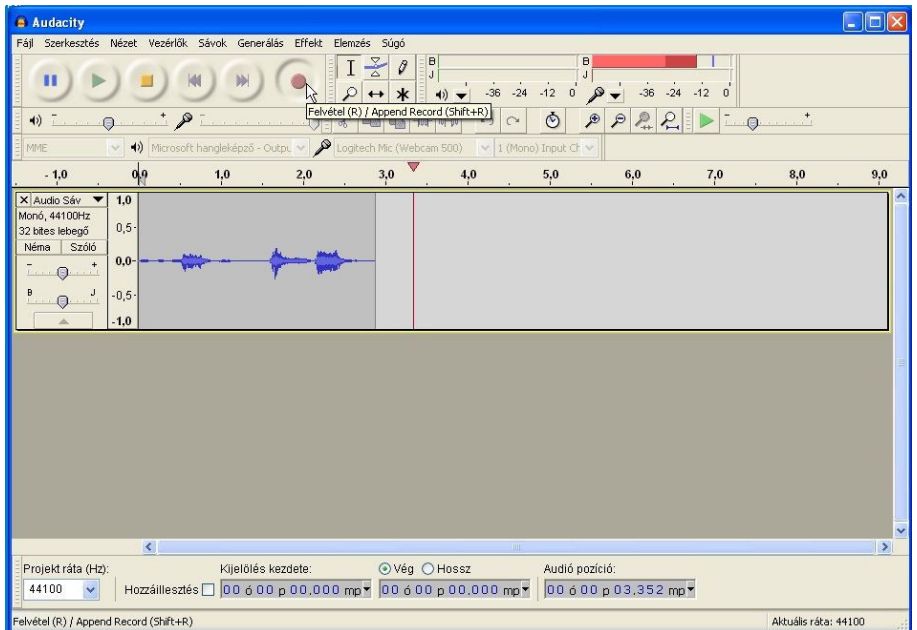 Audacity
Fájl Szerkesztés Nézet Vezérlők Sávok Generálás Effekt Elemzés Súgó
B
J
-36 -24 -12 0
B
J
-36 -24 -12 0
Felvétel (R) / Append Record (Shift+R)
- +
- +
MME
Microsoft hangleképző - Outpu
Logitech Mic (Webcam 500)
1 (Mono) Input Ch
- 1,0 0,0 1,0 2,0 3,0 4,0 5,0 6,0 7,0 8,0 9,0
X Audio Sáv
Monó, 44100Hz
32 bites lebegő
Néma Szóló
- +
B J
1,0
0,5-
0,0-
-0,5-
-1,0
Projekt ráta (Hz):
44100
Hozzáillesztés
Kijelölés kezdete:
00 ó 00 p 00,000 mp
Vég Hossz
00 ó 00 p 00,000 mp
Audió pozíció:
00 ó 00 p 03,352 mp
Felvétel (R) / Append Record (Shift+R)
Aktuális ráta: 44100